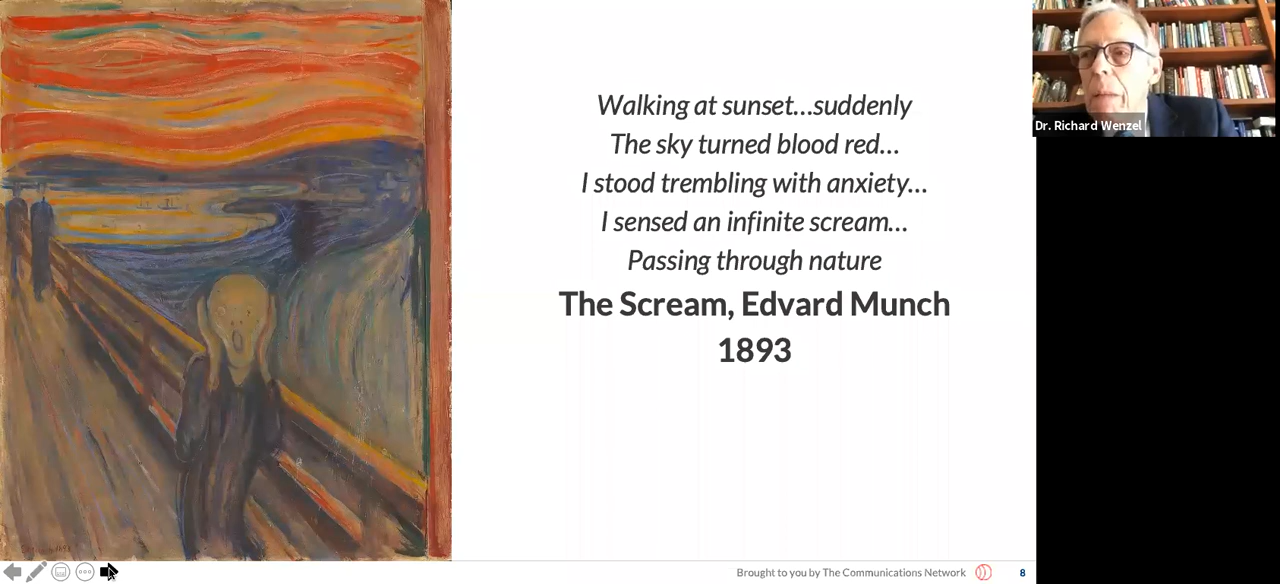 Walking at sunset...suddenly
The sky turned blood red...
I stood trembling with anxiety...
I sensed an infinite scream...
Passing through nature
The Scream, Edvard Munch
1893
Dr. Richard Wenzel
Brought to you by The Communications Network
8